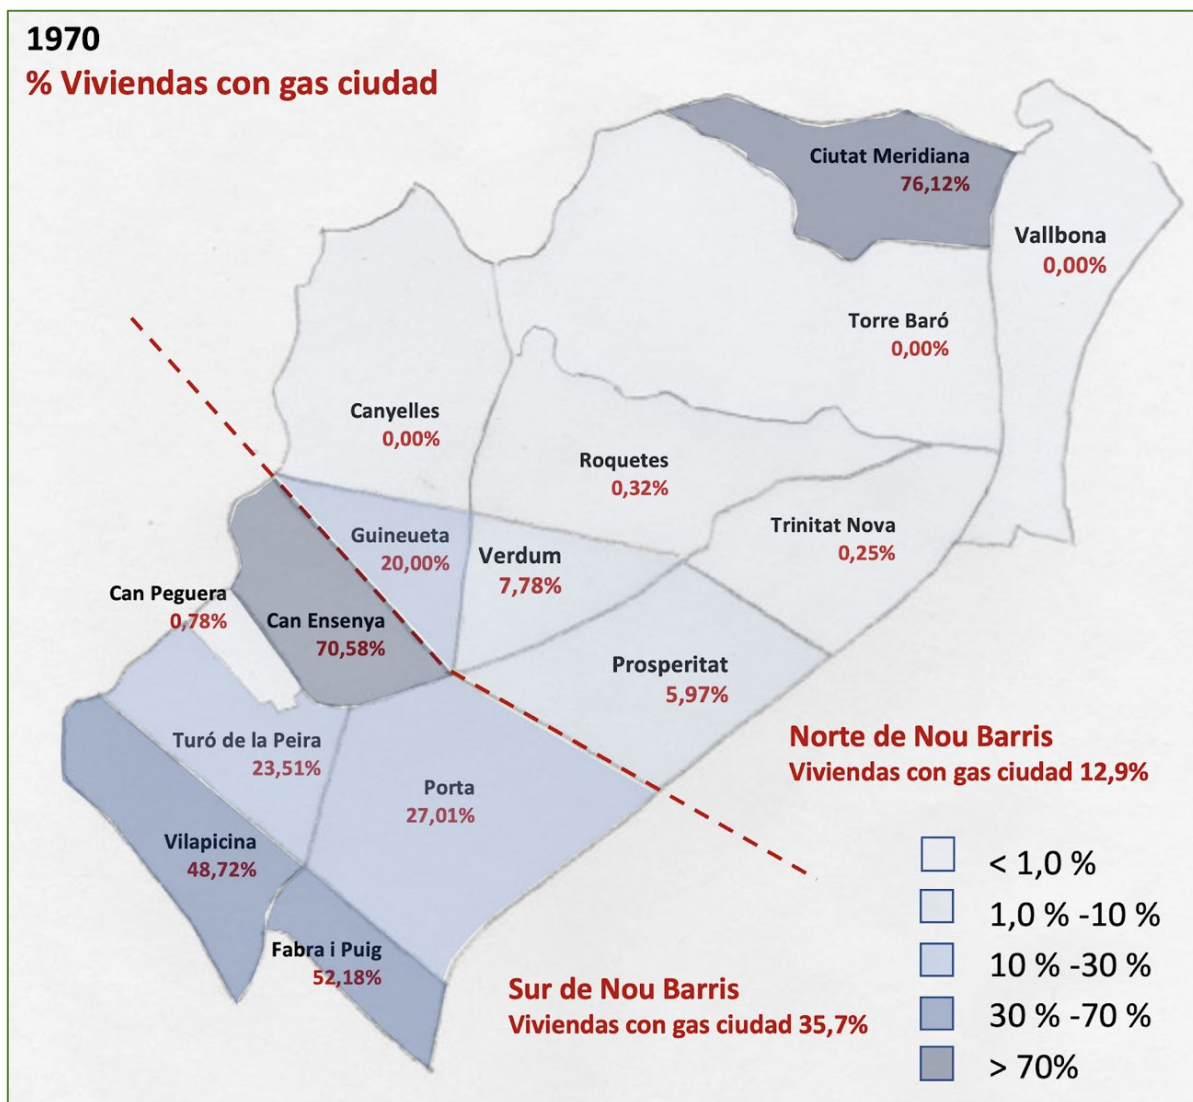 1970
% Viviendas con gas ciudad
Ciutat Meridiana
76,12%
Vallbona
0,00%
Torre Baró
0,00%
Canyelles
0,00%
Roquetes
0,32%
Trinitat Nova
0,25%
Guineueta
20,00%
Verdum
7,78%
Can Peguera
0,78%
Can Ensenya
70,58%
Prosperitat
5,97%
Turó de la Peira
23,51%
Porta
27,01%
Vilapicina
48,72%
Fabra i Puig
52,18%
Norte de Nou Barris
Viviendas con gas ciudad 12,9%
Sur de Nou Barris
Viviendas con gas ciudad 35,7%
< 1,0 %
1,0 % -10 %
10 % -30 %
30 % -70 %
> 70%